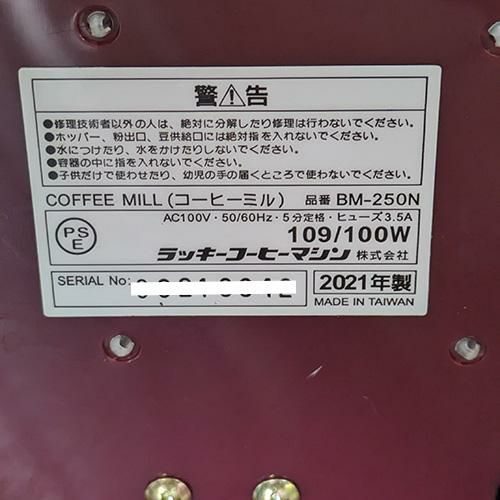 警⚠告
●修理技術者以外の人は、絶対に分解したり修理は行わないでください。
●ホッパー、粉出口、豆供給口には絶対指を入れないでください。
●水につけたり、水をかけたりしないでください。
●容器の中に指を入れないでください。
●子供だけで使わせたり、幼児の手の届くところで使わないでください。
COFFEE MILL(コーヒーミル) 品番 BM-250N
AC100V・50/60Hz・5分定格・ヒューズ3.5A
PSE
109/100W
ラッキーコーヒーマシン 株式会社
SERIAL No:
2021年製
MADE IN TAIWAN